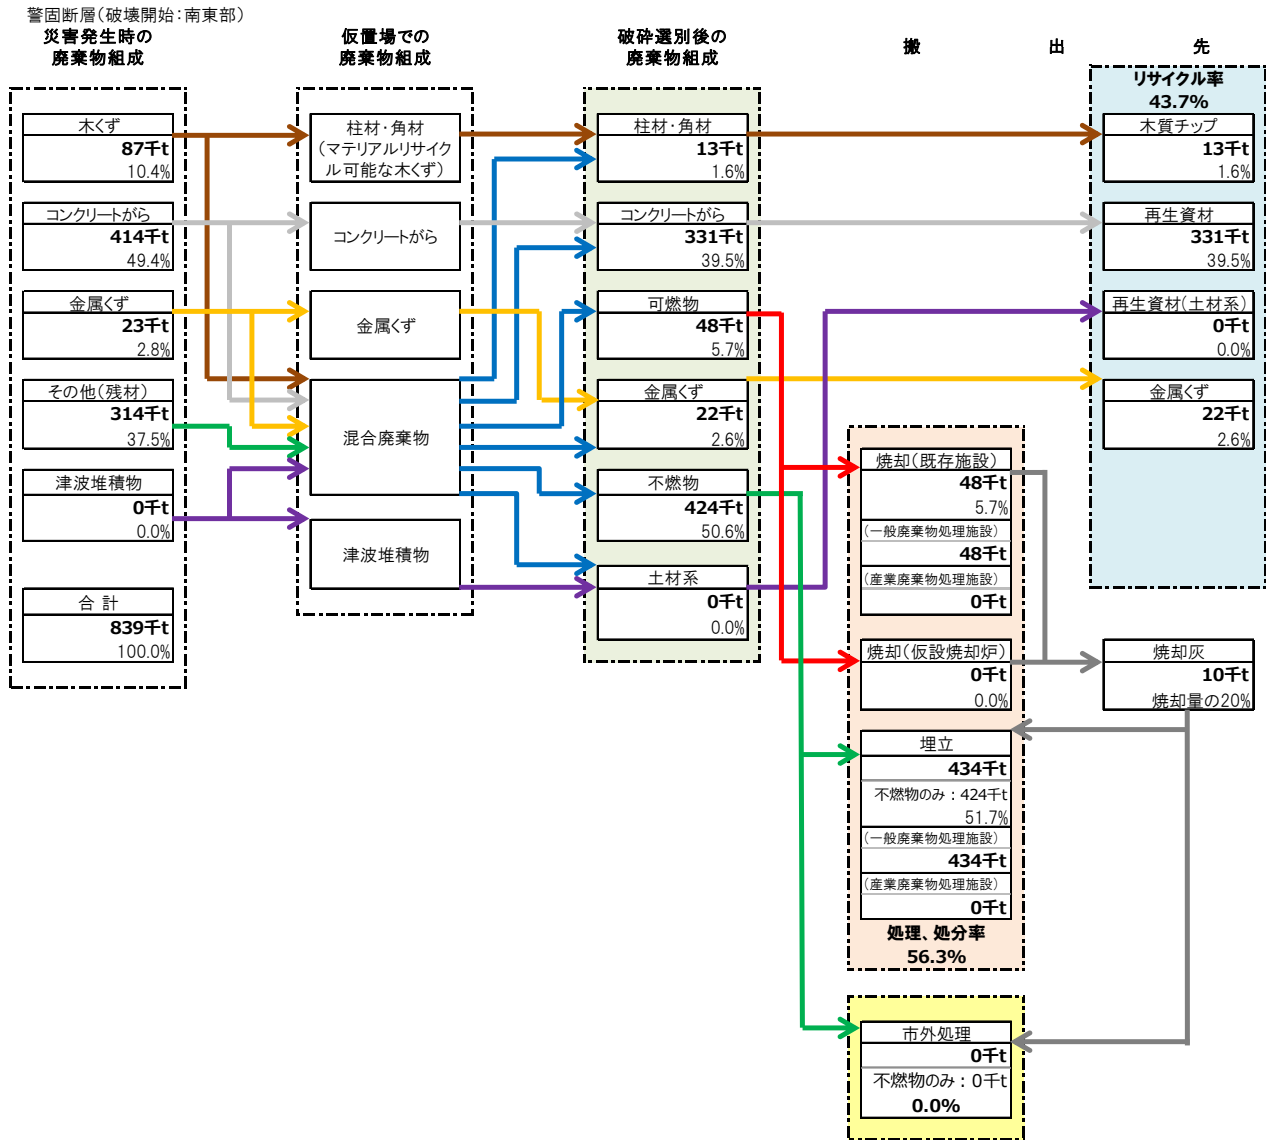 警固断層(破壊開始:南東部)
災害発生時の
廃棄物組成
木くず
87千t
10.4%
コンクリートがら
414千t
49.4%
金属くず
23千t
2.8%
その他(残材)
314千t
37.5%
津波堆積物
0千t
0.0%
合 計
839千t
100.0%
仮置場での
廃棄物組成
柱材・角材
(マテリアルリサイク
ル可能な木くず)
コンクリートがら
金属くず
混合廃棄物
津波堆積物
破砕選別後の
廃棄物組成
柱材・角材
13千t
1.6%
コンクリートがら
331千t
39.5%
可燃物
48千t
5.7%
金属くず
22千t
2.6%
不燃物
424千t
50.6%
土材系
0千t
0.0%
搬 出 先
リサイクル率
43.7%
木質チップ
13千t
1.6%
再生資材
331千t
39.5%
再生資材(土材系)
0千t
0.0%
金属くず
22千t
2.6%
焼却(既存施設)
48千t
5.7%
(一般廃棄物処理施設)
48千t
(産業廃棄物処理施設)
0千t
焼却(仮設焼却炉)
0千t
0.0%
焼却灰
10千t
焼却量の20%
埋立
434千t
不燃物のみ:424千t
51.7%
(一般廃棄物処理施設)
434千t
(産業廃棄物処理施設)
0千t
処理、処分率
56.3%
市外処理
0千t
不燃物のみ:0千t
0.0%